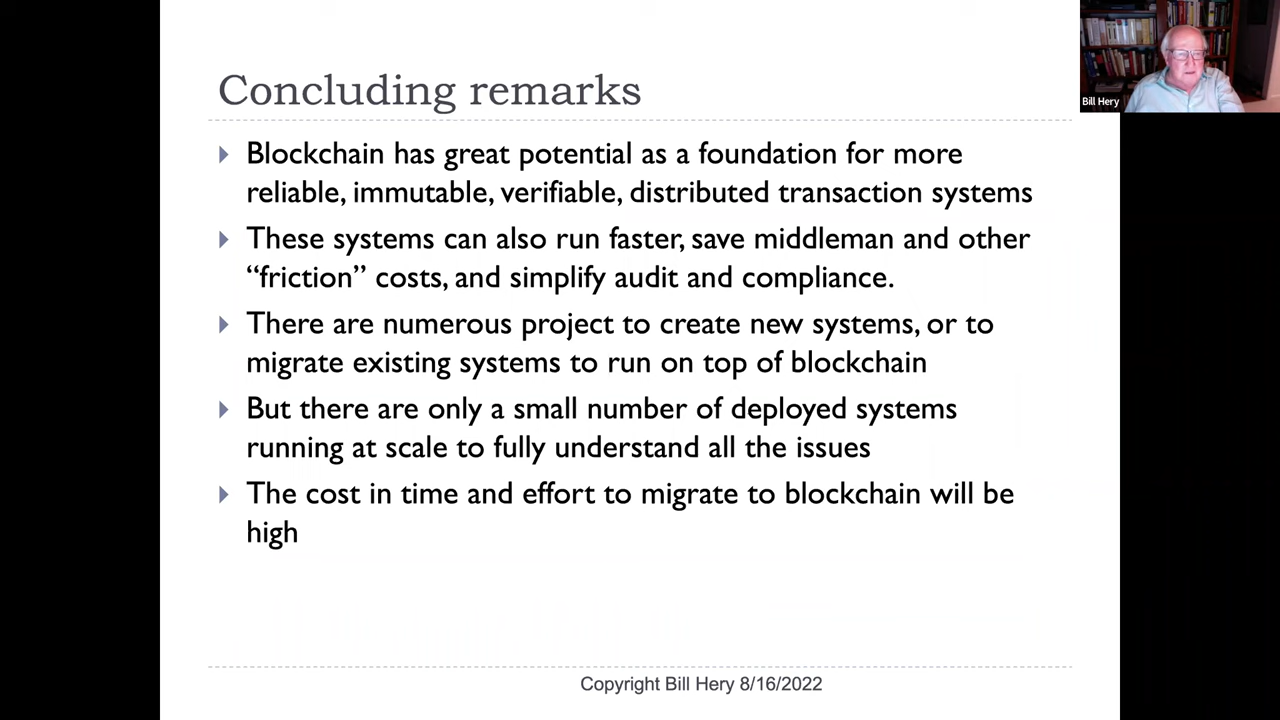 Concluding remarks
Blockchain has great potential as a foundation for more
reliable, immutable, verifiable, distributed transaction systems
These systems can also run faster, save middleman and other
“friction” costs, and simplify audit and compliance.
There are numerous project to create new systems, or to
migrate existing systems to run on top of blockchain
But there are only a small number of deployed systems
running at scale to fully understand all the issues
The cost in time and effort to migrate to blockchain will be
high
Copyright Bill Hery 8/16/2022
Bill Hery